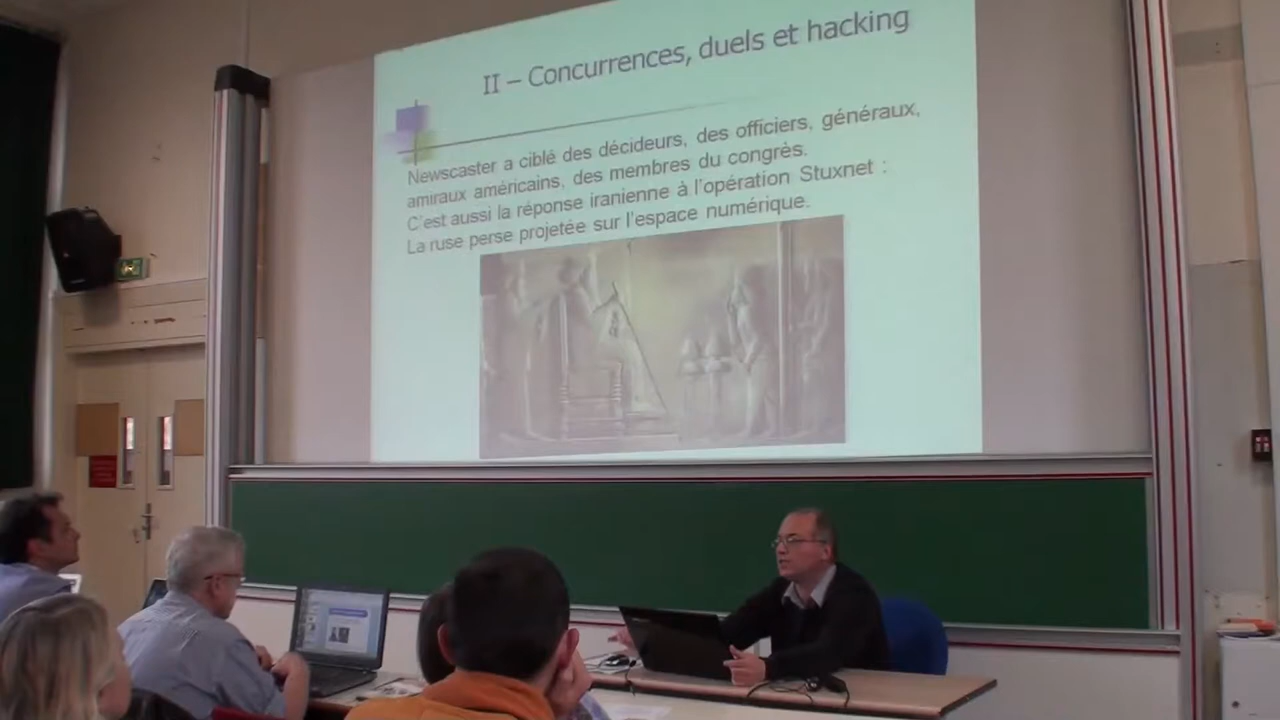 II – Concurrences, duels et hacking
Newscaster a ciblé des décideurs, des officiers, généraux,
amiraux américains, des membres du congrès.
C'est aussi la réponse iranienne à l'opération Stuxnet :
La ruse perse projetée sur l'espace numérique.